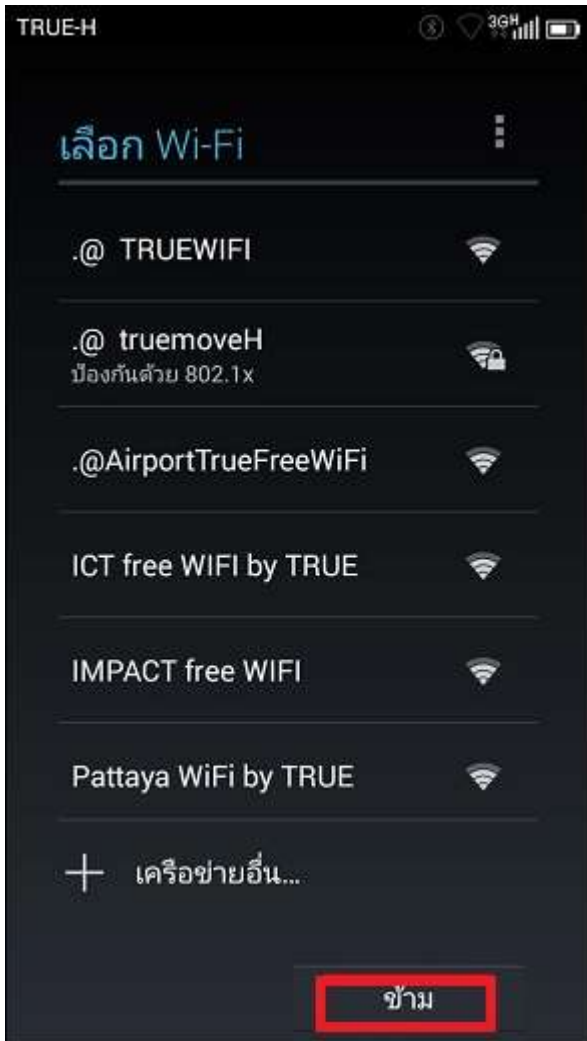 TRUE-H 3G H
เลือก Wi-Fi
.@ TRUEWIFI
.@ truemoveH
ป้องกันด้วย 802.1x
.@AirportTrueFreeWiFi
ICT free WIFI by TRUE
IMPACT free WIFI
Pattaya WiFi by TRUE
เครือข่ายอื่น...
ข้าม